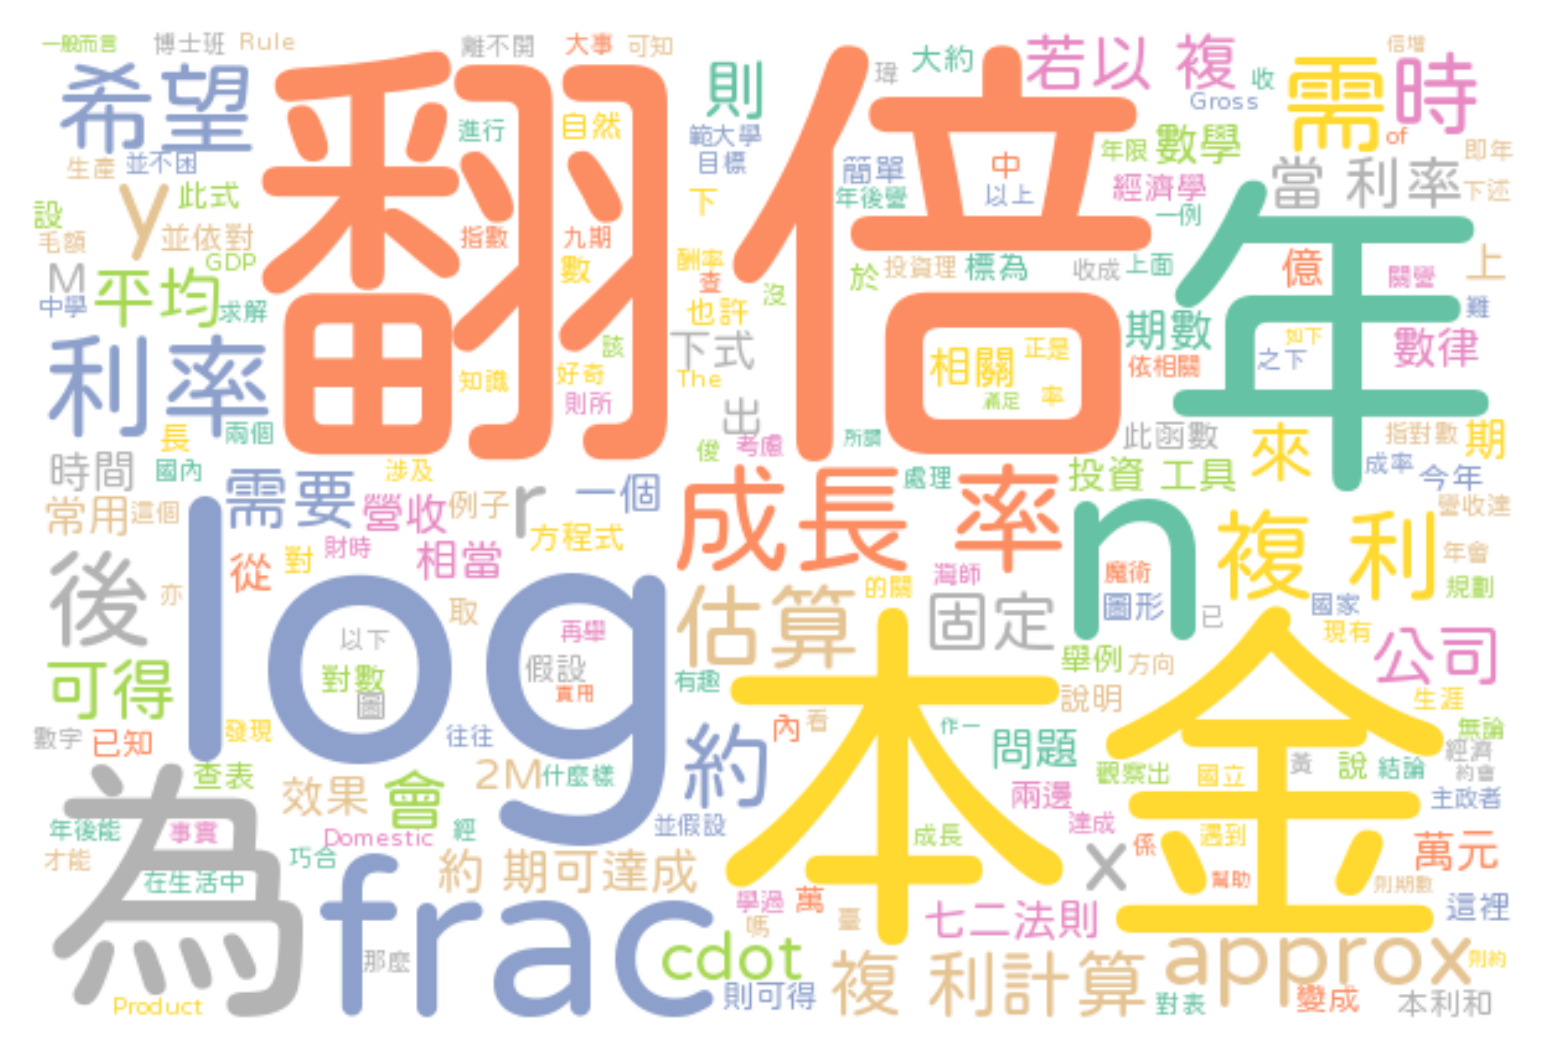 一般而言 博士班 Rule 離不開 大事 可知 則 大約 若以 複 信增
希望 翻倍 瑋 收 需 時
Gross
進行 自然 範大學 年限 數學 of 即年
生產 並不困 目標 簡單 中 經濟學 當 利率 下述
設 y 此式 下 年後營 以上 一例 年
毛額 並依對 指數 九期 億 上
M GDP 數 酬率 於 投資理 標為 收成 上面 關營
中學 平均 求解 查 沒 期數 難
也許 如下 數律
利率 該 下式 相關 正是 依相關 之下
知識 好奇 The 滿足 率
長 兩個 則所 出 此函數 來 指對數 期
時間 國內 涉及 俊 考慮 所謂 投資 工具 成率 今年
需要 r 一個 成長 率 處理 n 複 利
常用 這個 log 營收 例子 方程式 營收達
從 對 財時 相當 灣師 魔術 年會
後 亦 取 估算 的關 固定 圖形 已 國家 規劃
以下 再舉 本金 現有 公司
可得 對數 假設 有趣 舉例 方向
圖 實用 說明 生涯
數字 已知 發現 往往 約 內 看 作一 問題 無論
查表 效果 會 2M 什麼樣 觀察出 國立 黃 說 結論 經濟
約會
為 兩邊 主政者
年後能 事實 Domestic 經 並假設 成長 達成 遇到
才能 巧合 約 期可達成 x 係 萬元
在生活中 frac 學過 萬 幫助 則期數
嗎 臺 七二法則 這裡
那麼 cdot 複 利計算 approx 則約
Product 則可得 對表 變成 本利和